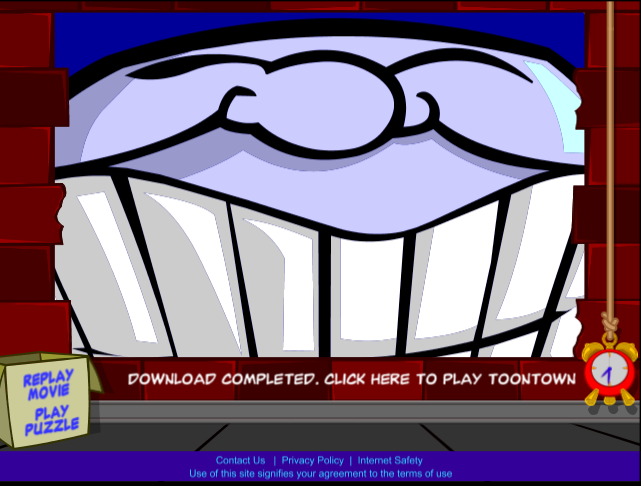 REPLAY
MOVIE
PLAY
PUZZLE
DOWNLOAD COMPLETED. CLICK HERE TO PLAY TOONTOWN
Contact Us | Privacy Policy | Internet Safety
Use of this site signifies your agreement to the terms of use